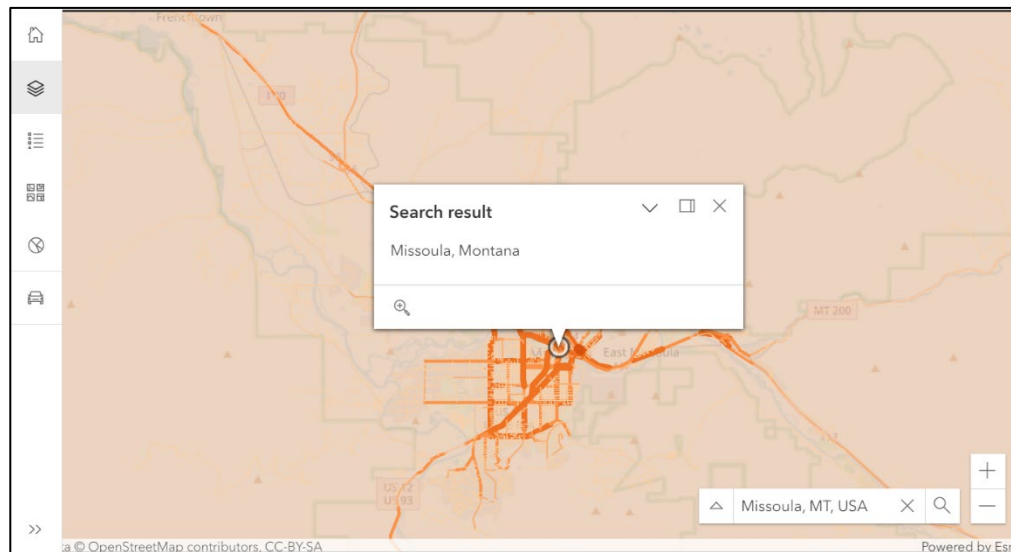 Frenchtown
I 90
Search result
Missoula, Montana
MT 200
East Missoula
US 12
US 93
Missoula, MT, USA
a © OpenStreetMap contributors, CC-BY-SA
Powered by Esr